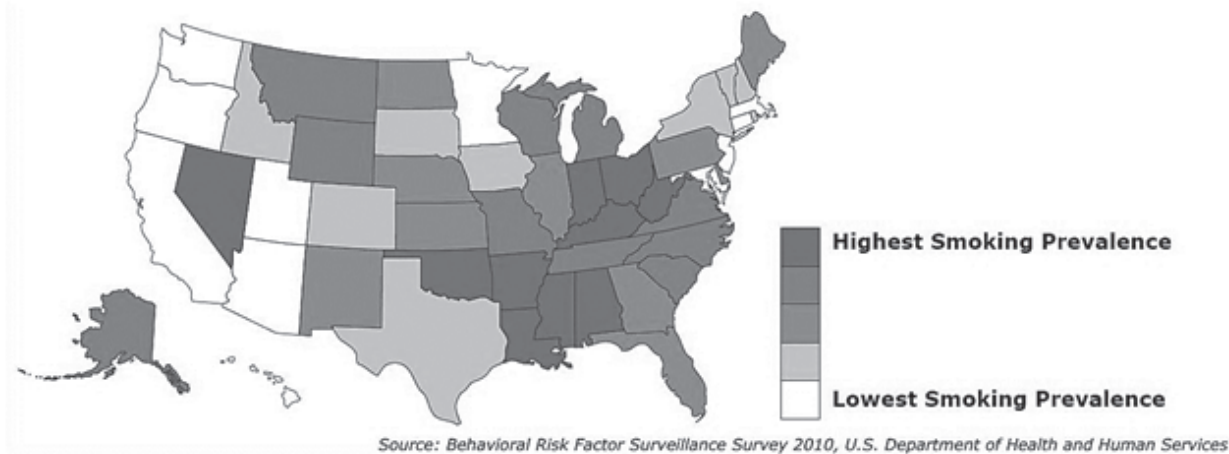 Highest Smoking Prevalence
Lowest Smoking Prevalence
Source: Behavioral Risk Factor Surveillance Survey 2010, U.S. Department of Health and Human Services